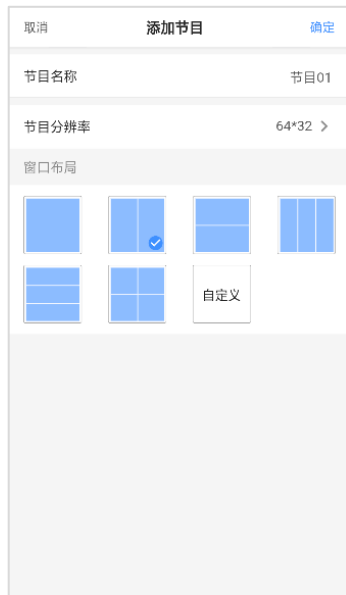 取消 添加节目 确定
节目名称 节目01
节目分辨率 64*32
窗口布局
自定义